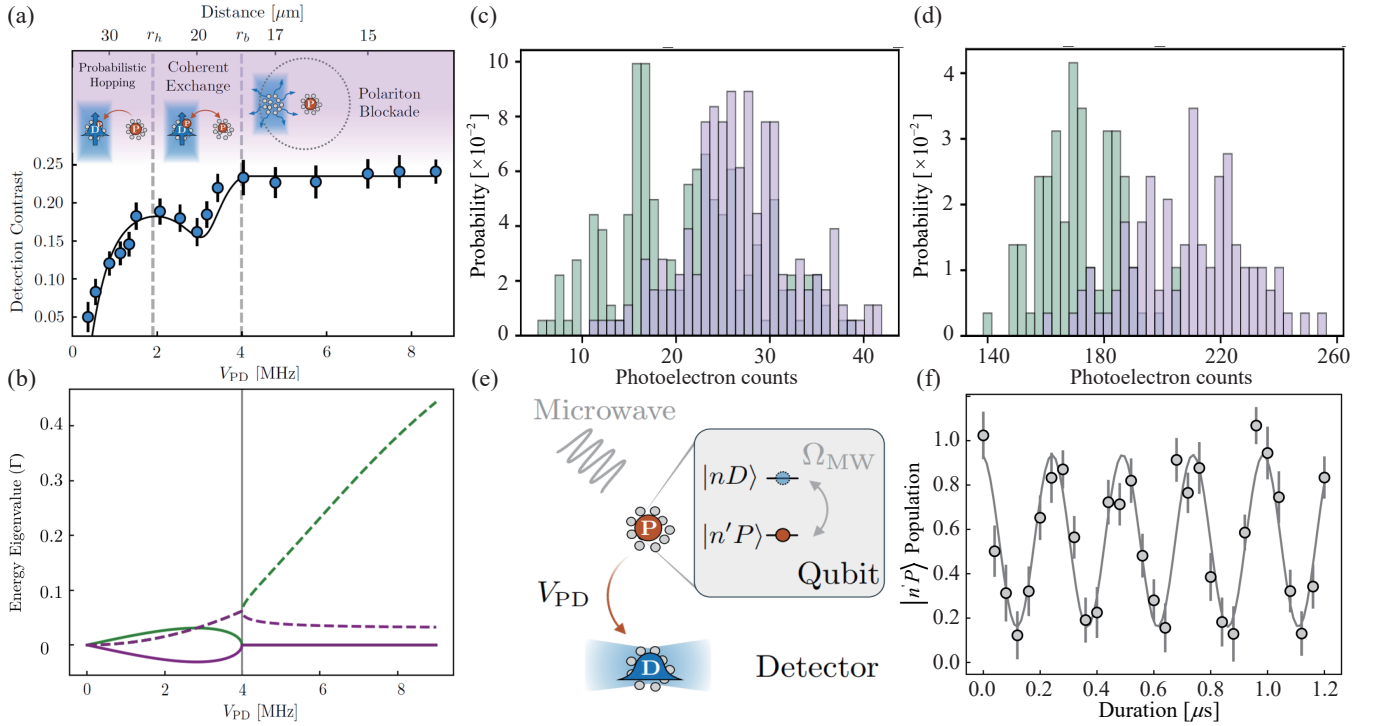 (a)
Distance [μm]
30 r_h 20 r_b 17 15
Probabilistic
Hopping
Coherent
Exchange
Polariton
Blockade
D P
D P P
P
Detection Contrast
0.25
0.20
0.15
0.10
0.05
0 2 4 6 8
V_PD [MHz]
(b)
Energy Eigenvalue (Γ)
0.4
0.3
0.2
0.1
0
0 2 4 6 8
V_PD [MHz]
(c)
Probability [×10⁻²]
10
8
6
4
2
0
10 20 30 40
Photoelectron counts
(d)
Probability [×10⁻²]
4
3
2
1
0
140 180 220 260
Photoelectron counts
(e)
Microwave
Ω_MW
|nD⟩
|n′P⟩
Qubit
P
V_PD
D
Detector
(f)
|n′P⟩ Population
1.0
0.8
0.6
0.4
0.2
0.0
0.0 0.2 0.4 0.6 0.8 1.0 1.2
Duration [μs]